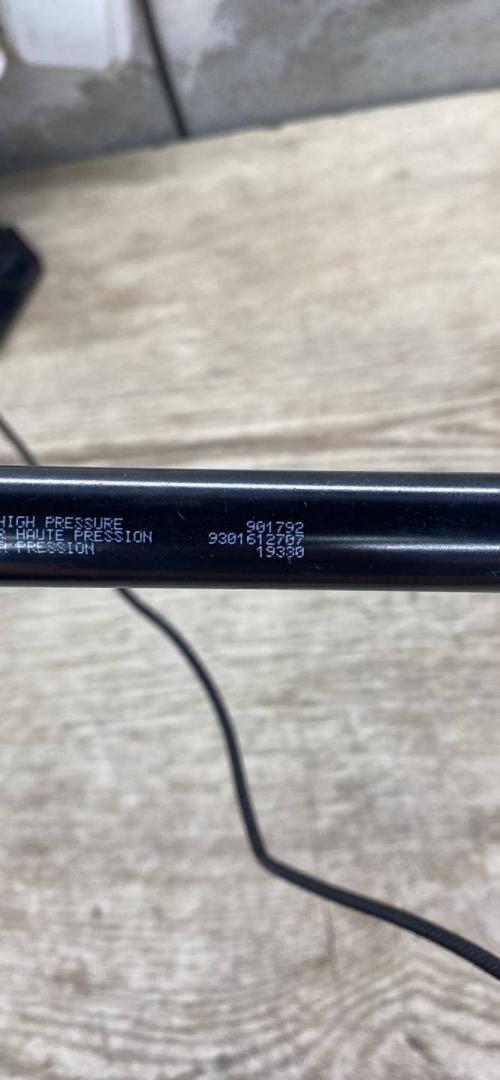 HIGH PRESSURE
R HAUTE PRESSION
PRESSION
901792
9301612707
19330